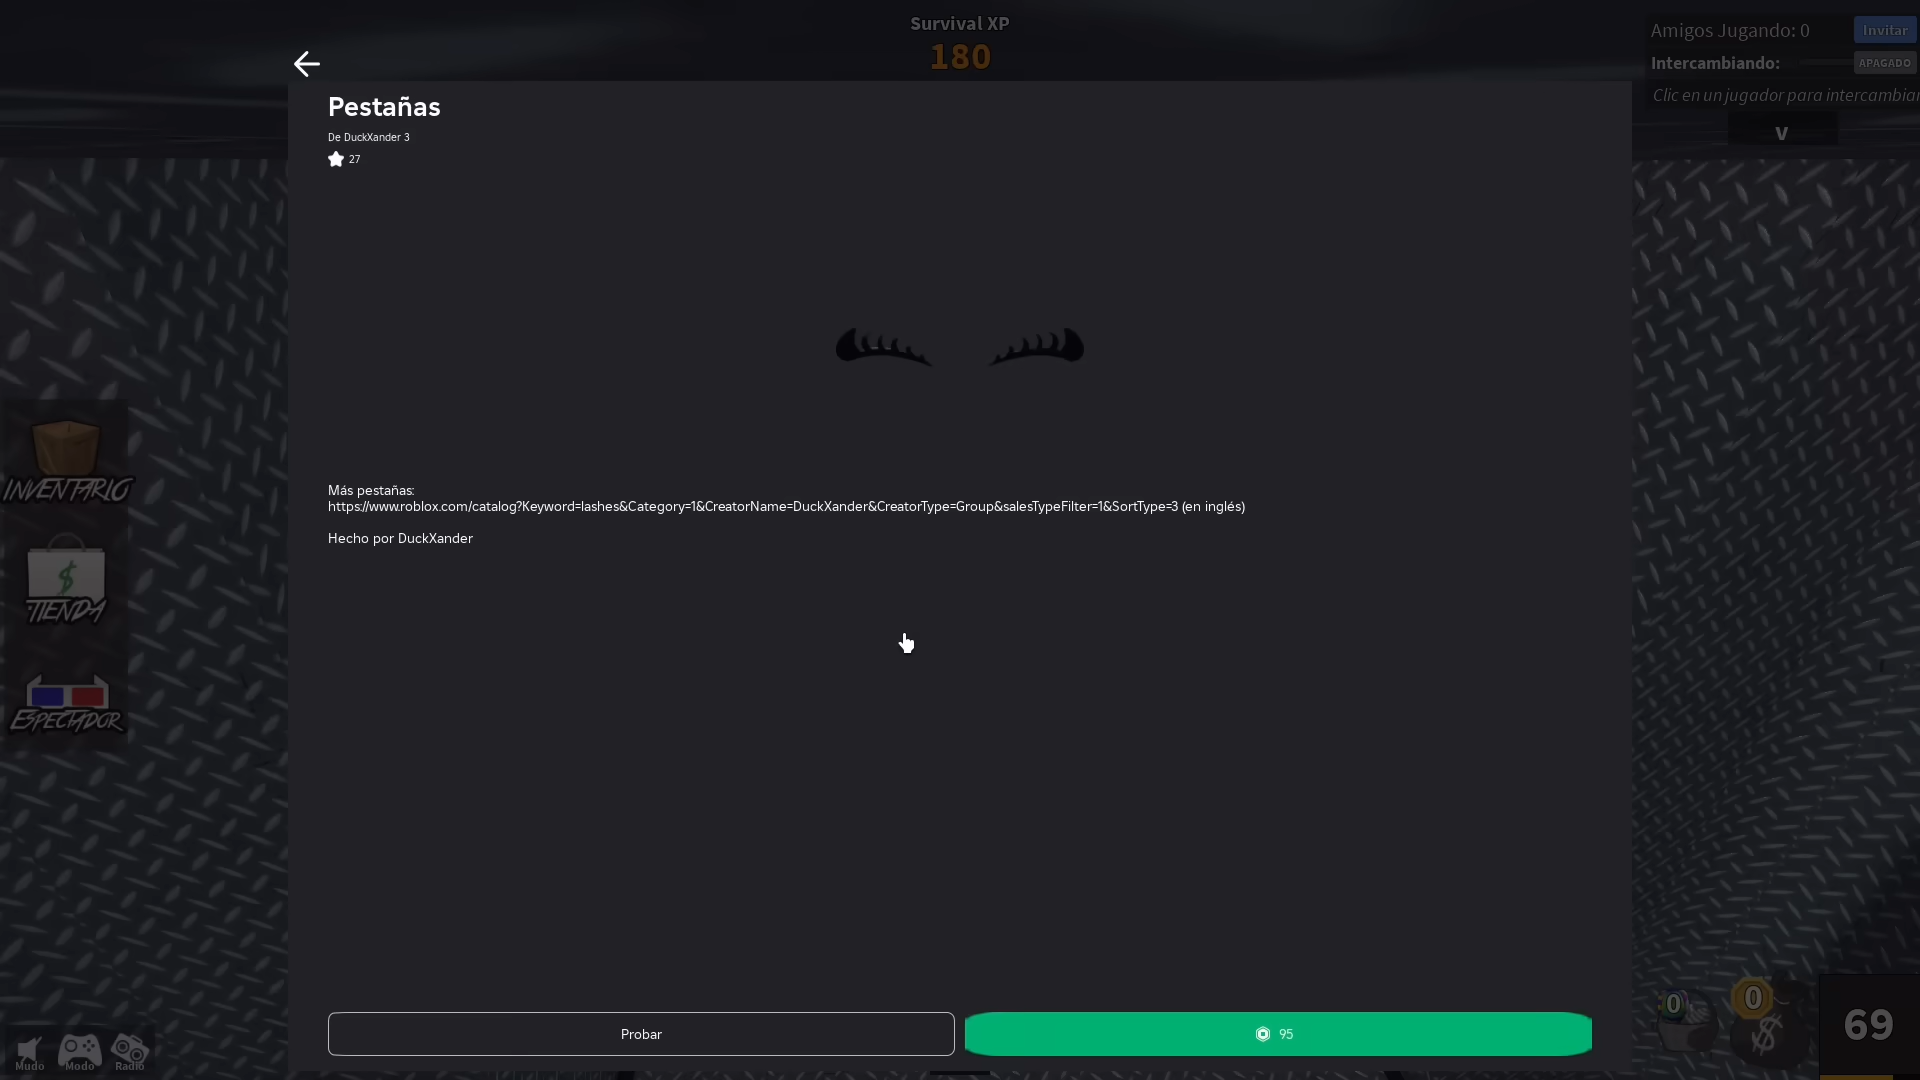 Survival XP
180
Amigos Jugando: 0
Invitar
Intercambiando:
APAGADO
Clic en un jugador para intercambiar
v
Pestañas
De DuckXander 3
27
Más pestañas:
https://www.roblox.com/catalog?Keyword=lashes&Category=1&CreatorName=DuckXander&CreatorType=Group&salesTypeFilter=1&SortType=3 (en inglés)
Hecho por DuckXander
INVENTARIO
$
TIENDA
ESPECTADOR
Probar
95
Mudo
Modo
Radio
0
0
$
69